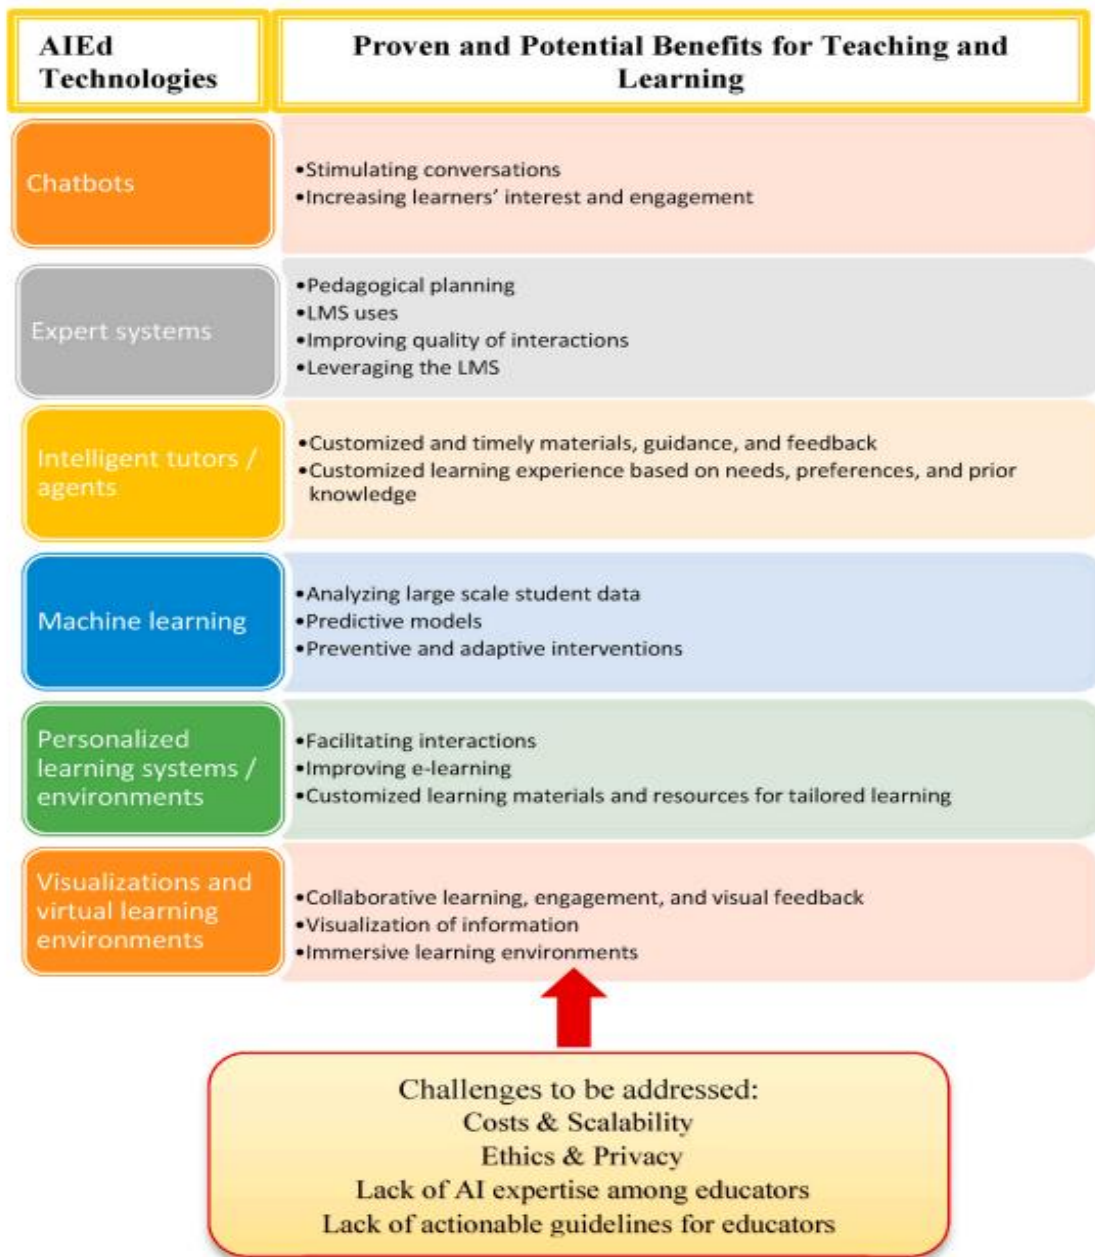 AIEd
Technologies
Proven and Potential Benefits for Teaching and
Learning
Chatbots
•Stimulating conversations
•Increasing learners’ interest and engagement
Expert systems
•Pedagogical planning
•LMS uses
•Improving quality of interactions
•Leveraging the LMS
Intelligent tutors /
agents
•Customized and timely materials, guidance, and feedback
•Customized learning experience based on needs, preferences, and prior
knowledge
Machine learning
•Analyzing large scale student data
•Predictive models
•Preventive and adaptive interventions
Personalized
learning systems /
environments
•Facilitating interactions
•Improving e-learning
•Customized learning materials and resources for tailored learning
Visualizations and
virtual learning
environments
•Collaborative learning, engagement, and visual feedback
•Visualization of information
•Immersive learning environments
Challenges to be addressed:
Costs & Scalability
Ethics & Privacy
Lack of AI expertise among educators
Lack of actionable guidelines for educators